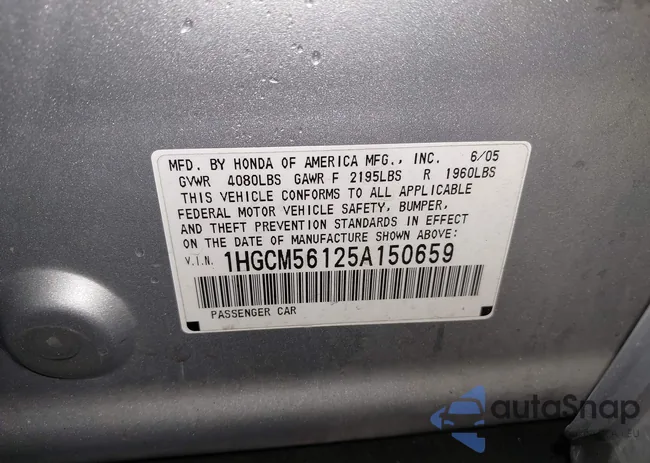 MFD. BY HONDA OF AMERICA MFG., INC. 6/05
GVWR 4080LBS GAWR F 2195LBS R 1960LBS
THIS VEHICLE CONFORMS TO ALL APPLICABLE
FEDERAL MOTOR VEHICLE SAFETY, BUMPER,
AND THEFT PREVENTION STANDARDS IN EFFECT
ON THE DATE OF MANUFACTURE SHOWN ABOVE:
V.I.N. 1HGCM56125A150659
PASSENGER CAR
autoSnap